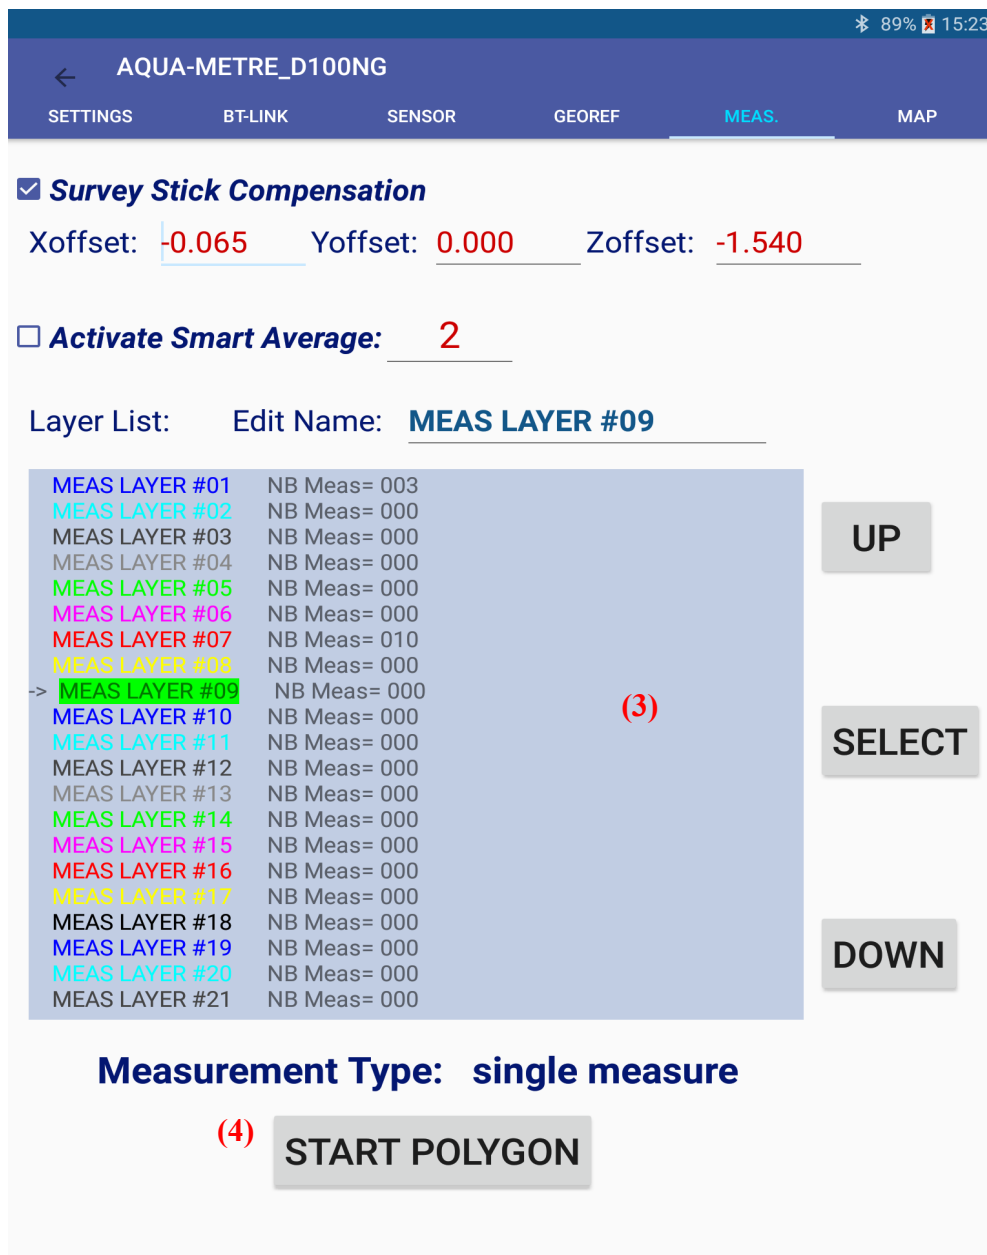 89% 15:23
AQUA-METRE_D100NG
SETTINGS BT-LINK SENSOR GEOREF MEAS. MAP
Survey Stick Compensation
Xoffset: -0.065 Yoffset: 0.000 Zoffset: -1.540
Activate Smart Average: 2
Layer List: Edit Name: MEAS LAYER #09
MEAS LAYER #01 NB Meas= 003
MEAS LAYER #02 NB Meas= 000
MEAS LAYER #03 NB Meas= 000
MEAS LAYER #04 NB Meas= 000
MEAS LAYER #05 NB Meas= 000
MEAS LAYER #06 NB Meas= 000
MEAS LAYER #07 NB Meas= 010
MEAS LAYER #08 NB Meas= 000
-> MEAS LAYER #09 NB Meas= 000
MEAS LAYER #10 NB Meas= 000
MEAS LAYER #11 NB Meas= 000
MEAS LAYER #12 NB Meas= 000
MEAS LAYER #13 NB Meas= 000
MEAS LAYER #14 NB Meas= 000
MEAS LAYER #15 NB Meas= 000
MEAS LAYER #16 NB Meas= 000
MEAS LAYER #17 NB Meas= 000
MEAS LAYER #18 NB Meas= 000
MEAS LAYER #19 NB Meas= 000
MEAS LAYER #20 NB Meas= 000
MEAS LAYER #21 NB Meas= 000
(3)
UP
SELECT
DOWN
Measurement Type: single measure
(4)
START POLYGON